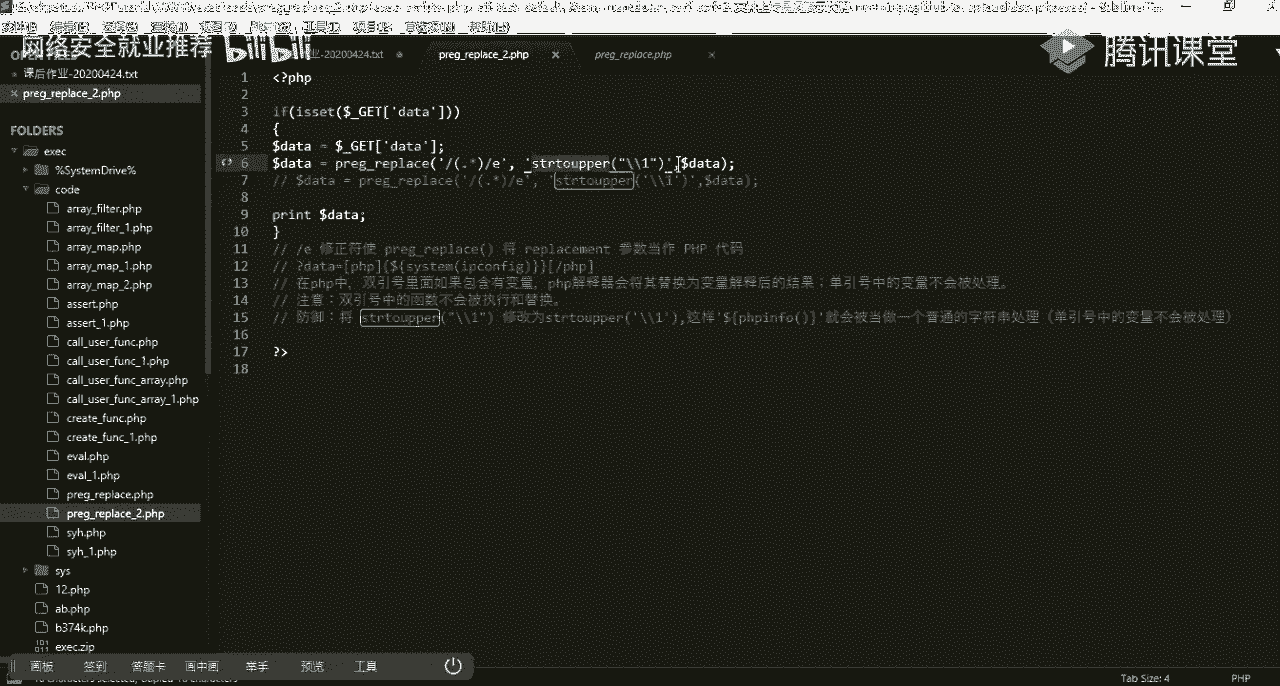 网络安全就业推荐
bilibili
腾讯课堂
OPEN FILES
课后作业-20200424.txt
preg_replace_2.php
业-20200424.txt
preg_replace_2.php
preg_replace.php
FOLDERS
exec
%SystemDrive%
code
array_filter.php
array_filter_1.php
array_map.php
array_map_1.php
array_map_2.php
assert.php
assert_1.php
call_user_func.php
call_user_func_1.php
call_user_func_array.php
call_user_func_array_1.php
create_func.php
create_func_1.php
eval.php
eval_1.php
preg_replace.php
preg_replace_2.php
syh.php
syh_1.php
sys
12.php
ab.php
b374k.php
exec.zip
1 <?php
2
3 if(isset($_GET['data']))
4 {
5 $data = $_GET['data'];
6 $data = preg_replace('/(.*)/e', 'strtoupper("\\1")',$data);
7 // $data = preg_replace('/(.*)/e', 'strtoupper('\\1')',$data);
8
9 print $data;
10 }
11 // /e 修正符使 preg_replace() 将 replacement 参数当作 PHP 代码
12 // ?data=[php]{${system(ipconfig)}}[/php]
13 // 在php中，双引号里面如果包含有变量，php解释器会将其替换为变量解释后的结果；单引号中的变量不会被处理。
14 // 注意：双引号中的函数不会被执行和替换。
15 // 防御：将 strtoupper("\\1") 修改为strtoupper('\\1'),这样'${phpinfo()}'就会被当做一个普通的字符串处理（单引号中的变量不会被处理）
16
17 ?>
18
画板 签到 答题卡 画中画 举手 预览 工具
Tab Size: 4 PHP